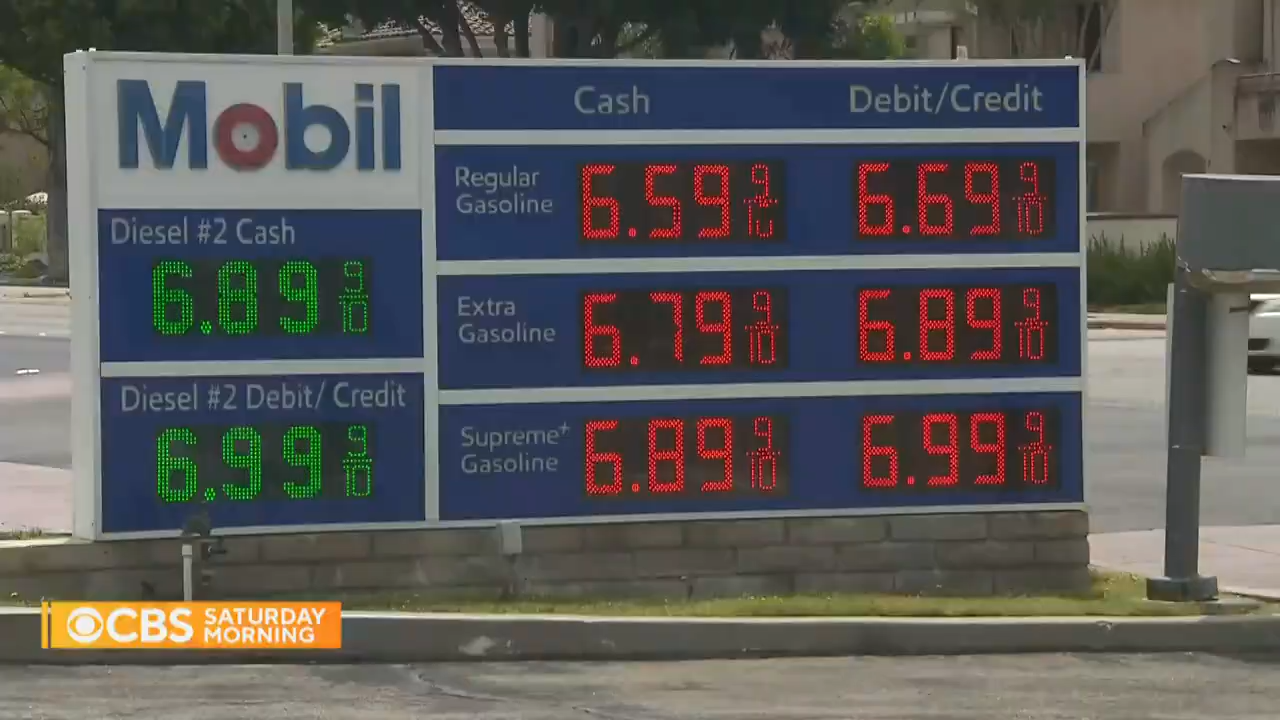 Mobil
Diesel #2 Cash
6.89 9/10
Diesel #2 Debit/ Credit
6.99 9/10
Cash Debit/Credit
Regular
Gasoline
6.59 9/10 6.69 9/10
Extra
Gasoline
6.79 9/10 6.89 9/10
Supreme+
Gasoline
6.89 9/10 6.99 9/10
CBS SATURDAY
MORNING